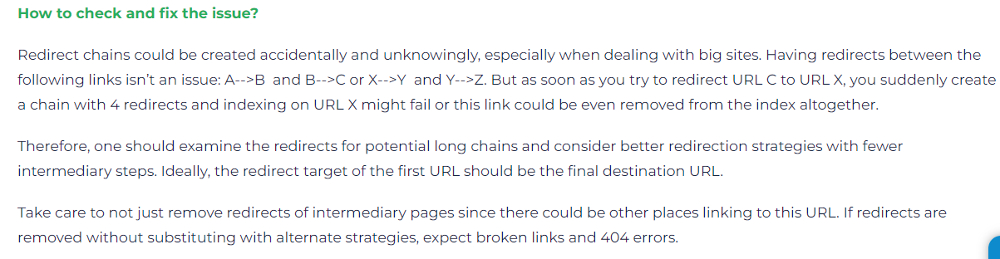 How to check and fix the issue?
Redirect chains could be created accidentally and unknowingly, especially when dealing with big sites. Having redirects between the
following links isn't an issue: A-->B  and B-->C or X-->Y  and Y-->Z. But as soon as you try to redirect URL C to URL X, you suddenly create
a chain with 4 redirects and indexing on URL X might fail or this link could be even removed from the index altogether.
Therefore, one should examine the redirects for potential long chains and consider better redirection strategies with fewer
intermediary steps. Ideally, the redirect target of the first URL should be the final destination URL.
Take care to not just remove redirects of intermediary pages since there could be other places linking to this URL. If redirects are
removed without substituting with alternate strategies, expect broken links and 404 errors.